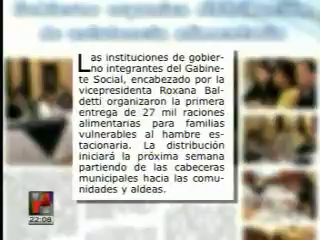 Las instituciones de gobier-
no integrantes del Gabine-
te Social, encabezado por la
vicepresidenta Roxana Bal-
detti organizaron la primera
entrega de 27 mil raciones
alimentarias para familias
vulnerables al hambre es-
tacionaria. La distribución
iniciará la próxima semana
partiendo de las cabeceras
municipales hacia las comu-
nidades y aldeas.
22:08